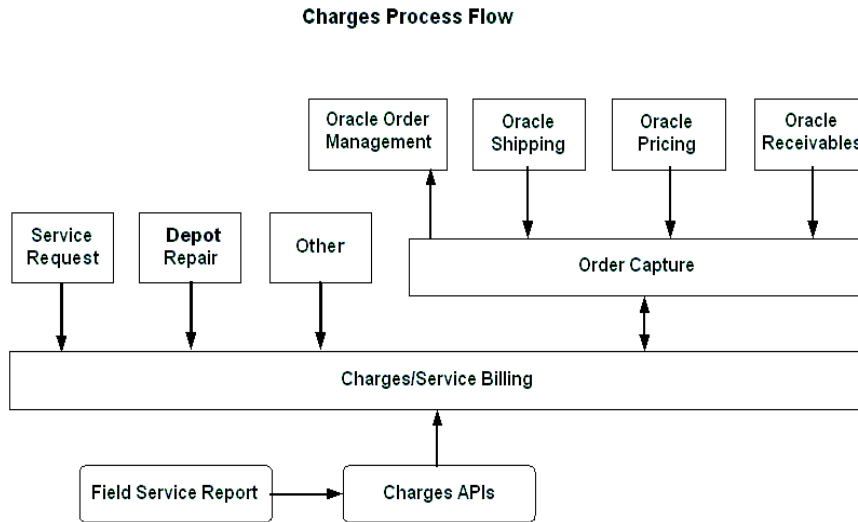 Charges Process Flow
Oracle Order
Management
Oracle
Shipping
Oracle
Pricing
Oracle
Receivables
Service
Request
Depot
Repair
Other
Order Capture
Charges/Service Billing
Field Service Report
Charges APIs